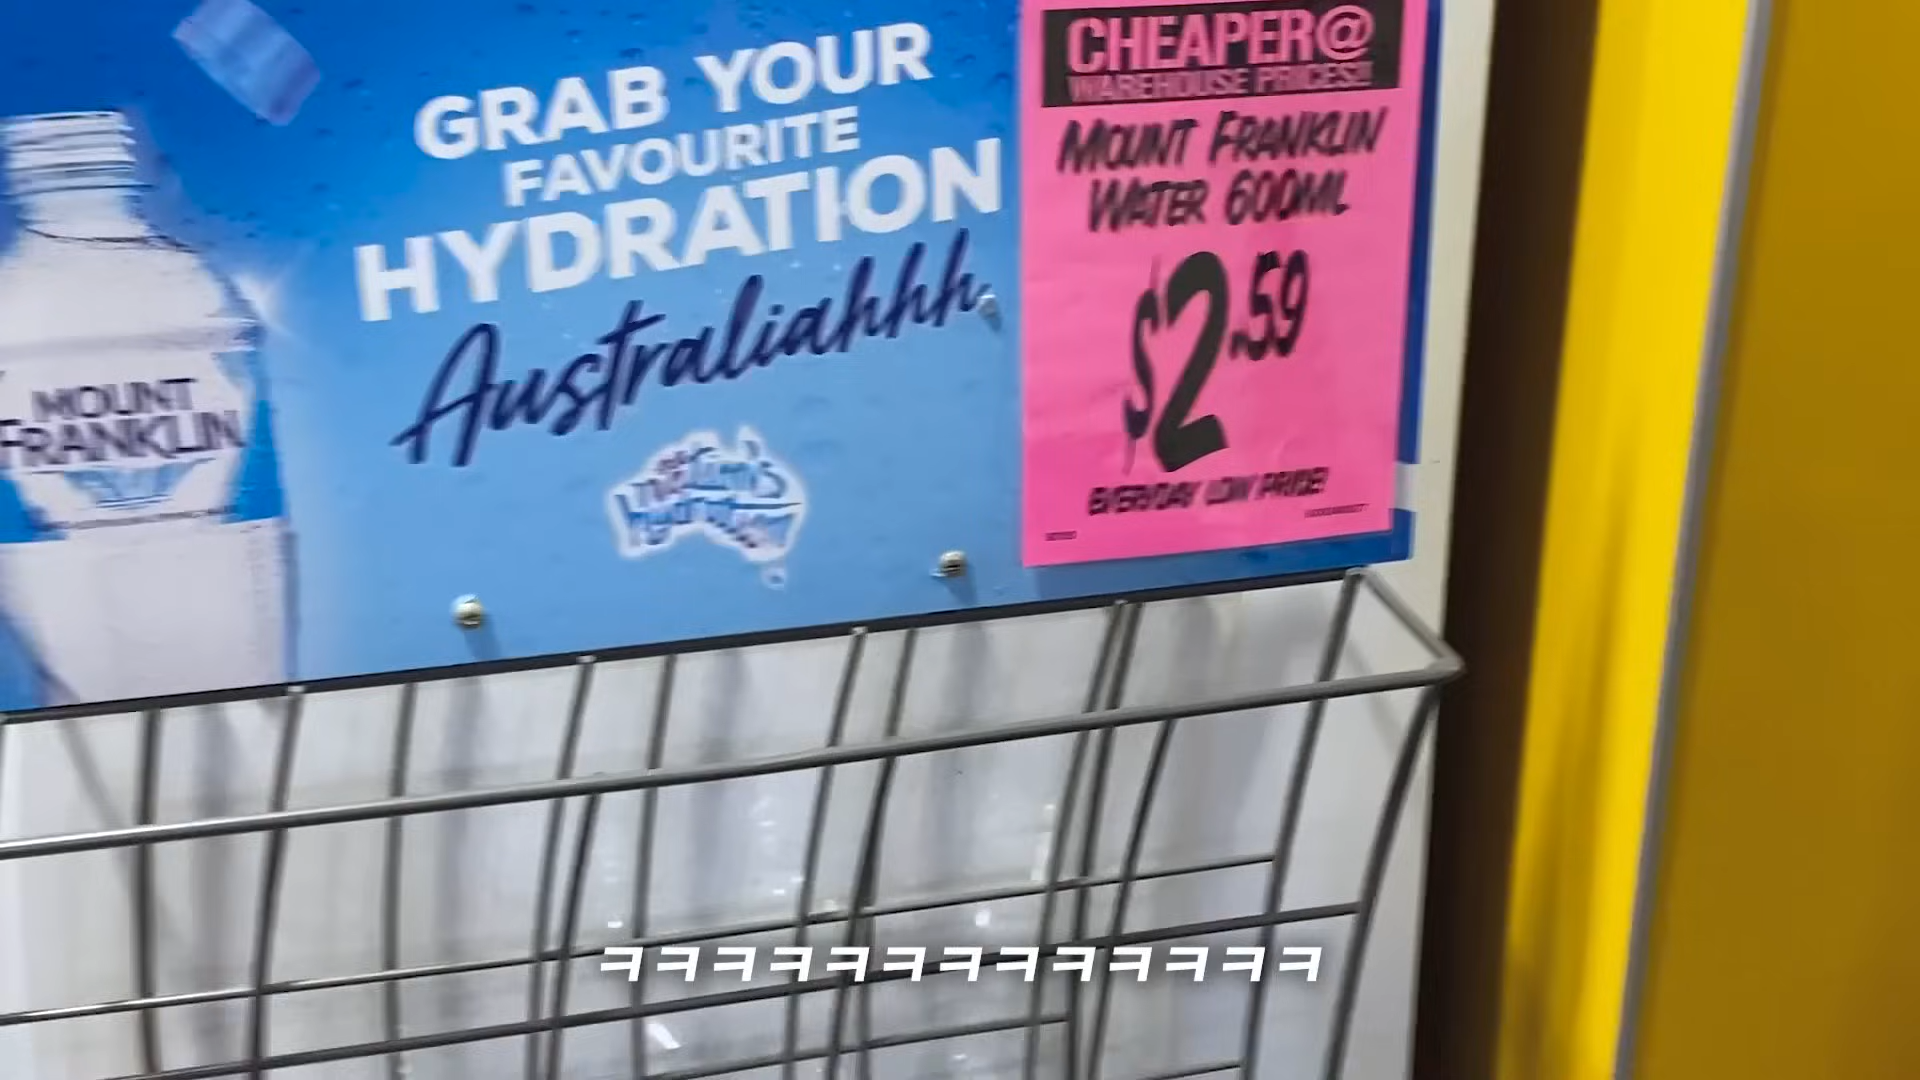 GRAB YOUR
FAVOURITE
HYDRATION
Australiahhh
MOUNT
FRANKLIN
CHEAPER@
WAREHOUSE PRICES!!
MOUNT FRANKLIN
WATER 600ML
$2.59
EVERYDAY LOW PRICE!
ㅋㅋㅋㅋㅋㅋㅋㅋㅋㅋㅋㅋㅋ